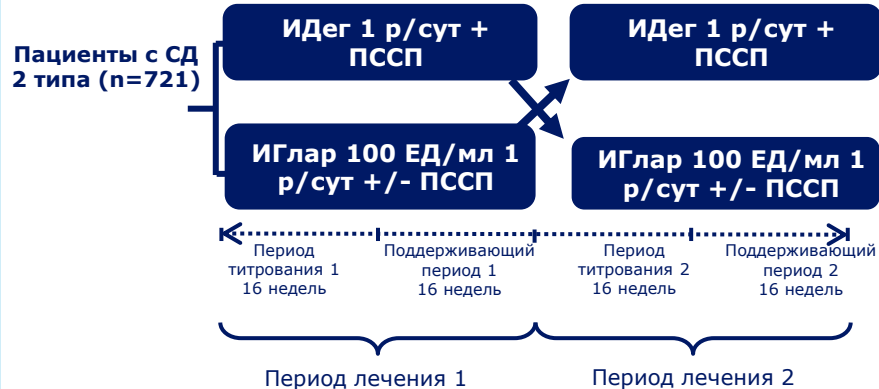 Пациенты с СД
2 типа (n=721)
ИДег 1 р/сут +
ПССП
ИДег 1 р/сут +
ПССП
ИГлар 100 ЕД/мл 1
р/сут +/- ПССП
ИГлар 100 ЕД/мл 1
р/сут +/- ПССП
Период
титрования 1
16 недель
Поддерживающий
период 1
16 недель
Период
титрования 2
16 недель
Поддерживающий
период 2
16 недель
Период лечения 1
Период лечения 2